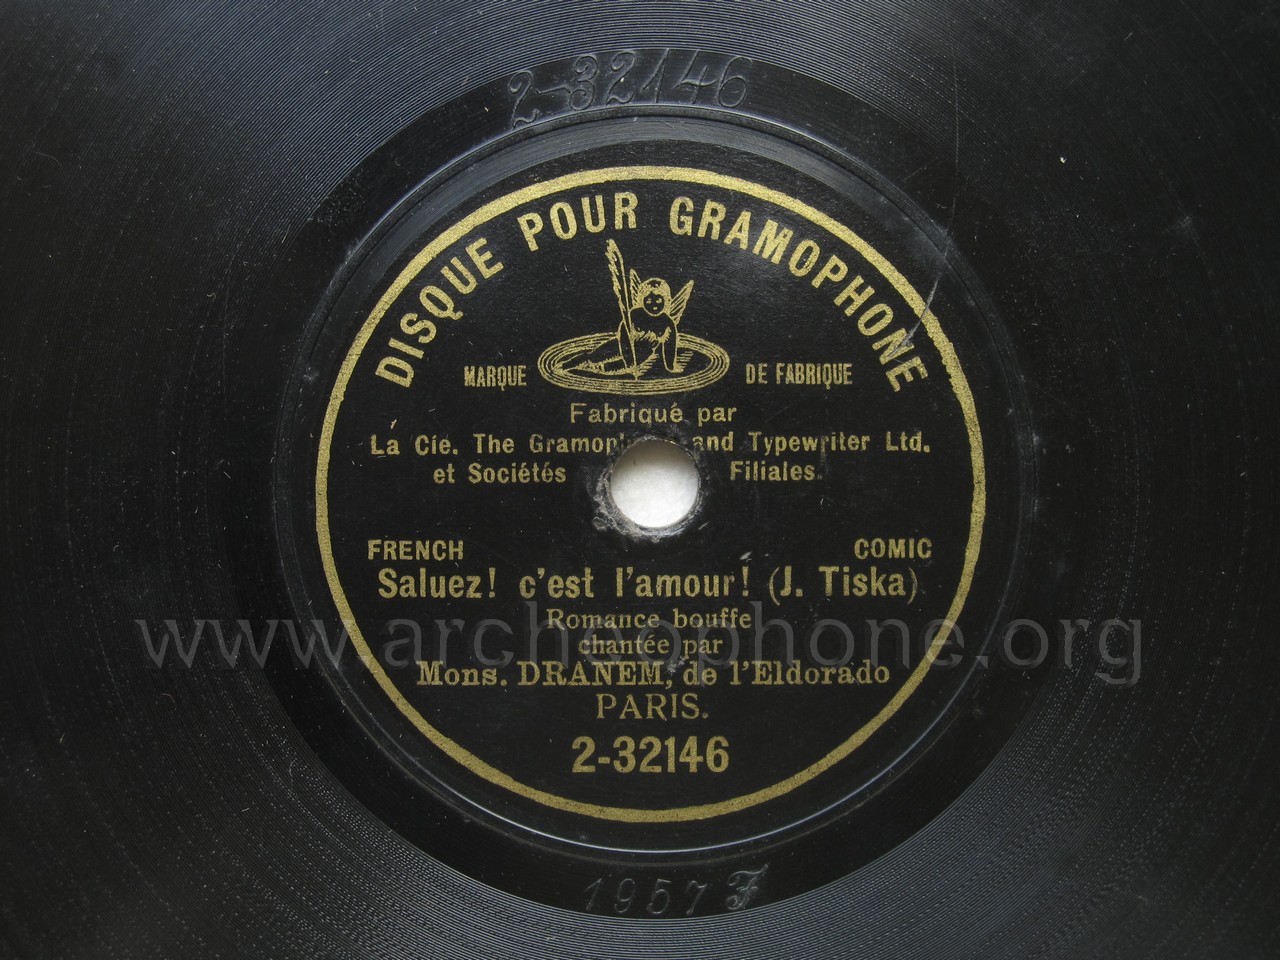 2-32146
DISQUE POUR GRAMOPHONE
MARQUE DE FABRIQUE
Fabriqué par
La Cie. The Gramoph and Typewriter Ltd.
et Sociétés Filiales.
FRENCH COMIC
Saluez! c'est l'amour! (J. Tiska)
Romance bouffe
www.archeophone.org
chantée par
Mons. DRANEM, de l'Eldorado
PARIS.
2-32146
1957 F